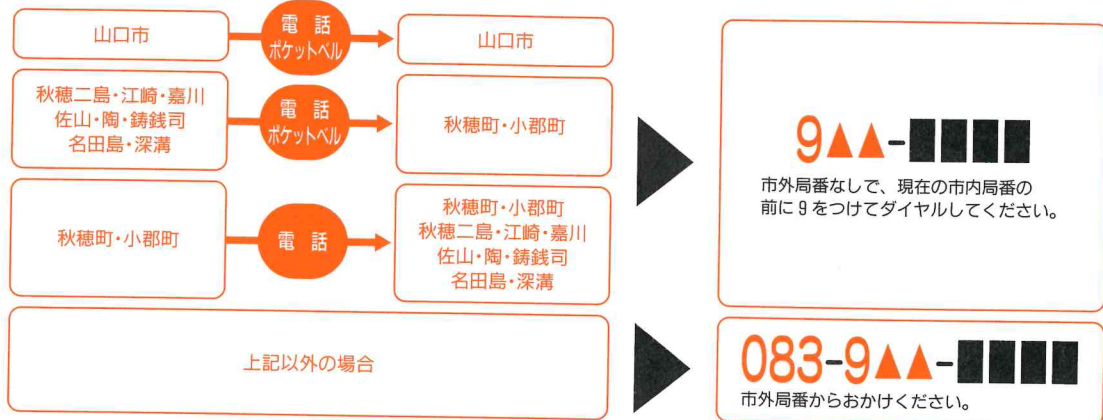 山口市
電話
ポケットベル
山口市
秋穂二島・江崎・嘉川
佐山・陶・鋳銭司
名田島・深溝
電話
ポケットベル
秋穂町・小郡町
秋穂町・小郡町
電話
秋穂町・小郡町
秋穂二島・江崎・嘉川
佐山・陶・鋳銭司
名田島・深溝
9▲▲-■■■■
市外局番なしで、現在の市内局番の
前に9をつけてダイヤルしてください。
上記以外の場合
083-9▲▲-■■■■
市外局番からおかけください。